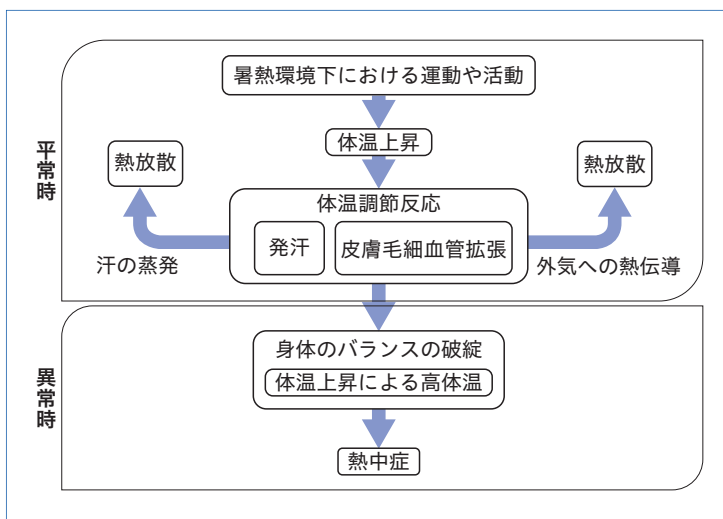 平常時
暑熱環境下における運動や活動
体温上昇
熱放散
熱放散
体温調節反応
発汗
皮膚毛細血管拡張
汗の蒸発
外気への熱伝導
異常時
身体のバランスの破綻
体温上昇による高体温
熱中症